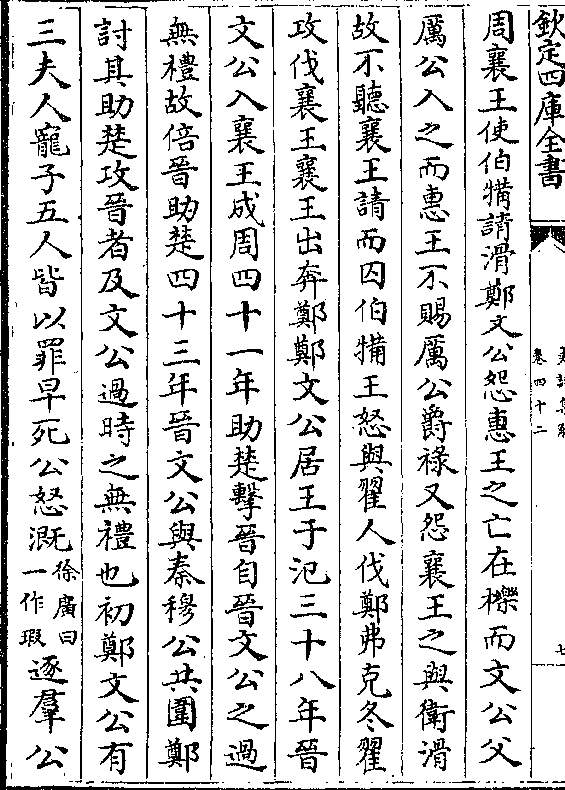 欽定四庫全書
卷四十二
七
周襄王使伯犕請滑鄭文公怨惠王之亡在櫟而文公父
厲公入之而惠王不賜厲公爵祿又怨襄王之與衛滑
故不聽襄王請而囚伯犕王怒與翟人伐鄭弗克冬翟
攻伐襄王襄王出奔鄭鄭文公居王于氾三十八年晉
文公入襄王成周四十一年助楚擊晉自晉文公之過
無禮故倍晉助楚四十三年晉文公與秦穆公共圍鄭
討其助楚攻晉者及文公過時之無禮也初鄭文公有
三夫人寵子五人皆以罪早死公怒溉徐廣曰一作瑕逐羣公